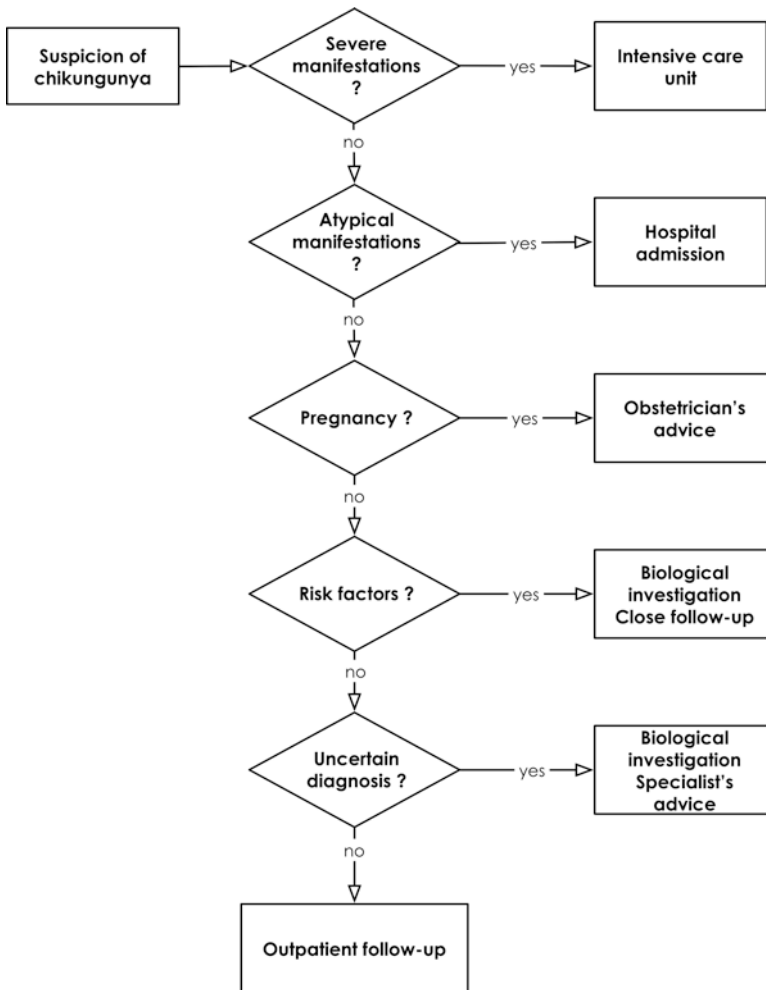 Suspicion of
chikungunya
Severe
manifestations
?
yes
Intensive care
unit
no
Atypical
manifestations
?
yes
Hospital
admission
no
Pregnancy ?
yes
Obstetrician's
advice
no
Risk factors ?
yes
Biological
investigation
Close follow-up
no
Uncertain
diagnosis ?
yes
Biological
investigation
Specialist's
advice
no
Outpatient follow-up